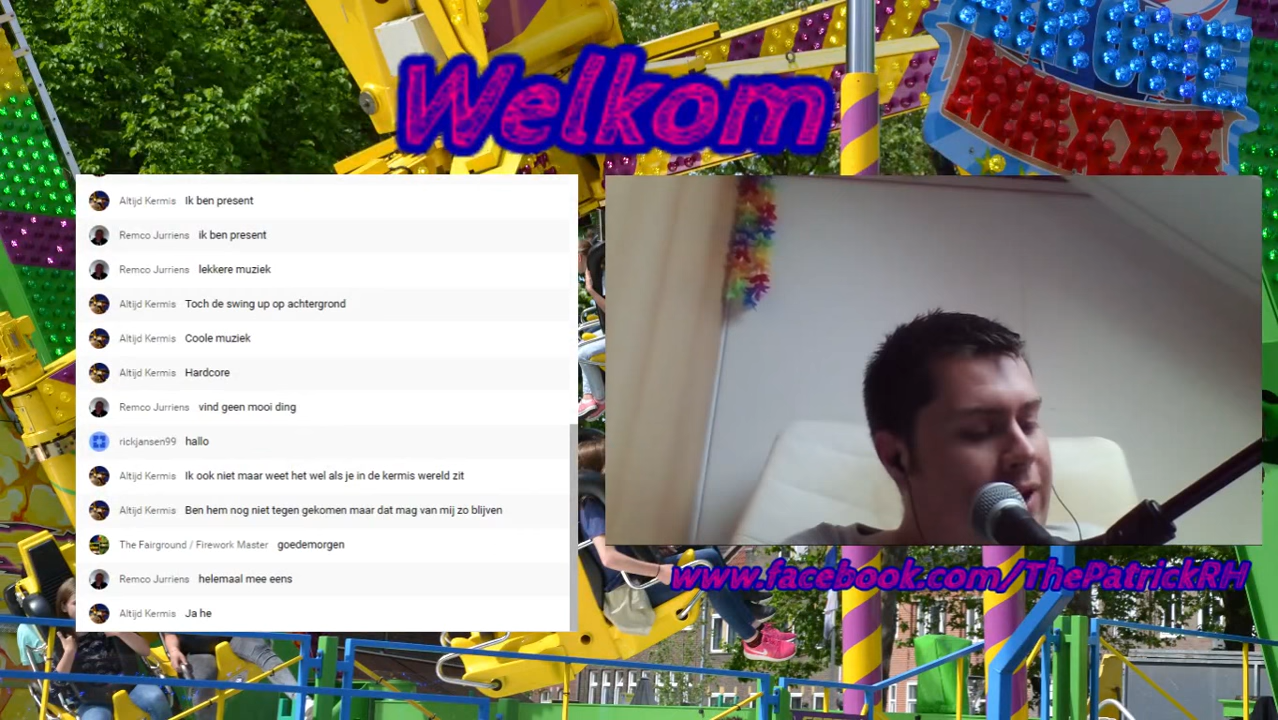 Welkom
Altijd Kermis Ik ben present
Remco Jurriens ik ben present
Remco Jurriens lekkere muziek
Altijd Kermis Toch de swing up op achtergrond
Altijd Kermis Coole muziek
Altijd Kermis Hardcore
Remco Jurriens vind geen mooi ding
rickjansen99 hallo
Altijd Kermis Ik ook niet maar weet het wel als je in de kermis wereld zit
Altijd Kermis Ben hem nog niet tegen gekomen maar dat mag van mij zo blijven
The Fairground / Firework Master goedemorgen
Remco Jurriens helemaal mee eens
Altijd Kermis Ja he
www.facebook.com/ThePatrickRH